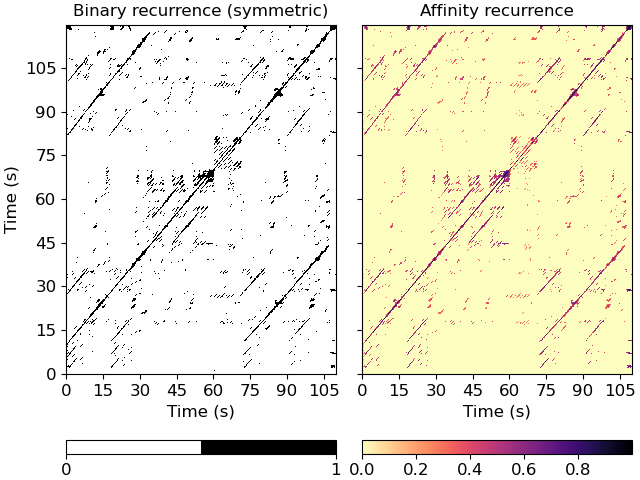 Binary recurrence (symmetric)
Affinity recurrence
105
90
75
60
45
30
15
0
Time (s)
0 15 30 45 60 75 90 105
0 15 30 45 60 75 90 105
Time (s)
Time (s)
0 1
0.0 0.2 0.4 0.6 0.8